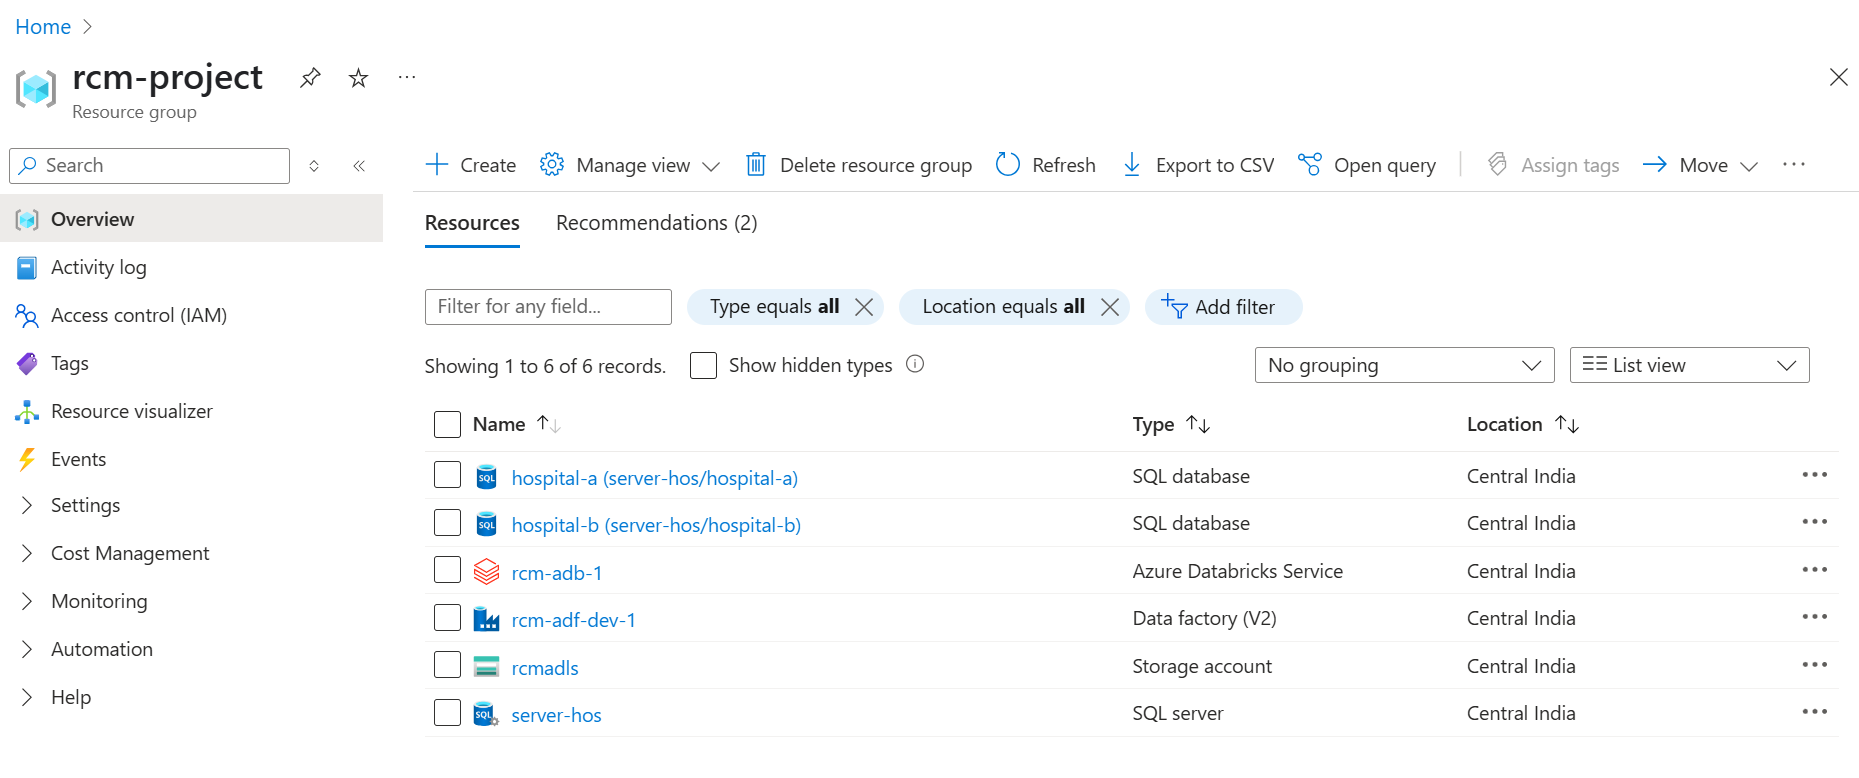 Home
rcm-project
Resource group
Search
Overview
Activity log
Access control (IAM)
Tags
Resource visualizer
Events
Settings
Cost Management
Monitoring
Automation
Help
Create Manage view Delete resource group Refresh Export to CSV Open query Assign tags Move
Resources Recommendations (2)
Filter for any field... Type equals all Location equals all Add filter
Showing 1 to 6 of 6 records. Show hidden types No grouping List view
Name Type Location
SQL hospital-a (server-hos/hospital-a) SQL database Central India
SQL hospital-b (server-hos/hospital-b) SQL database Central India
rcm-adb-1 Azure Databricks Service Central India
rcm-adf-dev-1 Data factory (V2) Central India
rcmadls Storage account Central India
SQL server-hos SQL server Central India